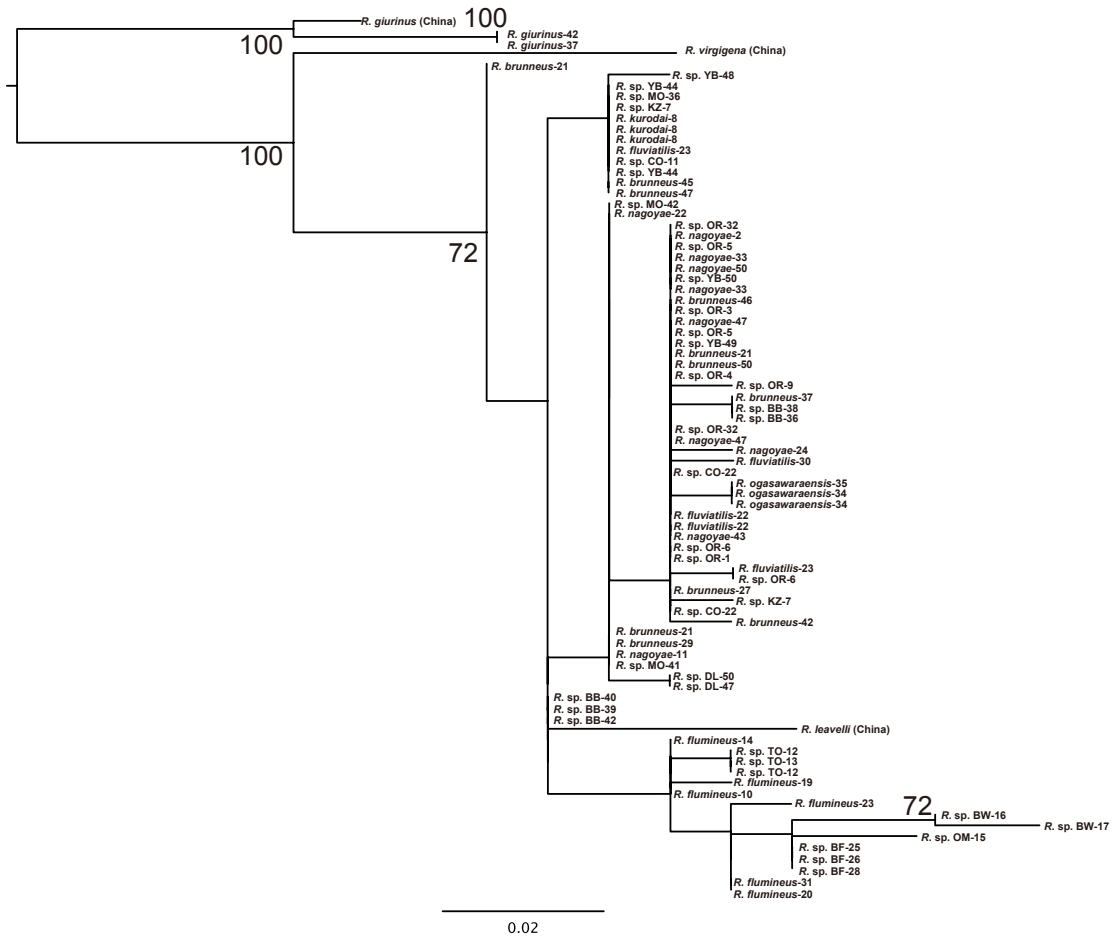 R. giurinus (China)
100
R. giurinus-42
100
R. giurinus-37
R. virgigena (China)
R. brunneus-21
R. sp. YB-48
R. sp. YB-44
R. sp. MO-36
R. sp. KZ-7
R. kurodai-8
R. kurodai-8
R. kurodai-8
R. fluviatilis-23
100
R. sp. CO-11
R. sp. YB-44
R. brunneus-45
R. brunneus-47
R. sp. MO-42
R. nagoyae-22
R. sp. OR-32
R. nagoyae-2
R. sp. OR-5
72
R. nagoyae-33
R. nagoyae-50
R. sp. YB-50
R. nagoyae-33
R. brunneus-46
R. sp. OR-3
R. nagoyae-47
R. sp. OR-5
R. sp. YB-49
R. brunneus-21
R. brunneus-50
R. sp. OR-4
R. sp. OR-9
R. brunneus-37
R. sp. BB-38
R. sp. BB-36
R. sp. OR-32
R. nagoyae-47
R. nagoyae-24
R. fluviatilis-30
R. sp. CO-22
R. ogasawaraensis-35
R. ogasawaraensis-34
R. ogasawaraensis-34
R. fluviatilis-22
R. fluviatilis-22
R. nagoyae-43
R. sp. OR-6
R. sp. OR-1
R. fluviatilis-23
R. sp. OR-6
R. brunneus-27
R. sp. KZ-7
R. sp. CO-22
R. brunneus-42
R. brunneus-21
R. brunneus-29
R. nagoyae-11
R. sp. MO-41
R. sp. DL-50
R. sp. DL-47
R. sp. BB-40
R. sp. BB-39
R. sp. BB-42
R. leavelli (China)
R. flumineus-14
R. sp. TO-12
R. sp. TO-13
R. sp. TO-12
R. flumineus-19
R. flumineus-10
R. flumineus-23
72
R. sp. BW-16
R. sp. BW-17
R. sp. OM-15
R. sp. BF-25
R. sp. BF-26
R. sp. BF-28
R. flumineus-31
R. flumineus-20
0.02